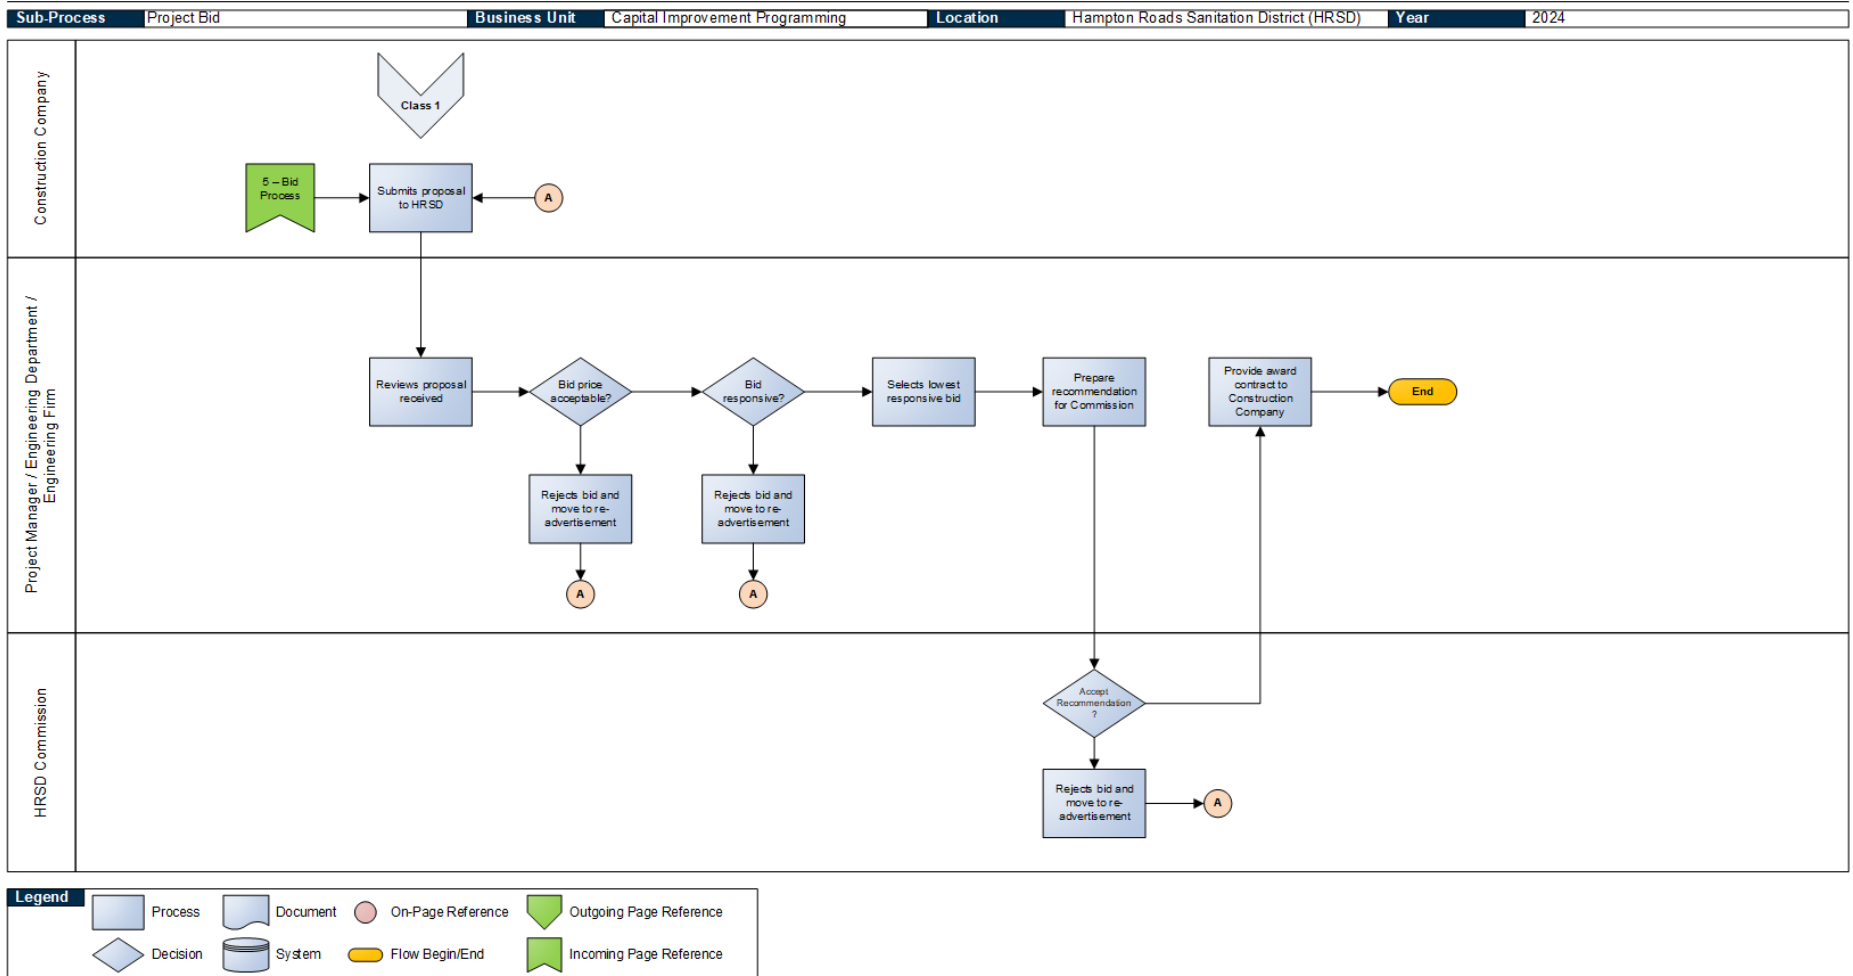 Sub-Process Project Bid Business Unit Capital Improvement Programming Location Hampton Roads Sanitation District (HRSD) Year 2024
Construction Company
Class 1
5 – Bid
Process
Submits proposal
to HRSD
A
Project Manager / Engineering Department /
Engineering Firm
Reviews proposal
received
Bid price
acceptable?
Bid
responsive?
Selects lowest
responsive bid
Prepare
recommendation
for Commission
Provide award
contract to
Construction
Company
End
Rejects bid and
move to re-
advertisement
Rejects bid and
move to re-
advertisement
A
A
HRSD Commission
Accept
Recommendation
?
Rejects bid and
move to re-
advertisement
A
Legend
Process Document On-Page Reference Outgoing Page Reference
Decision System Flow Begin/End Incoming Page Reference